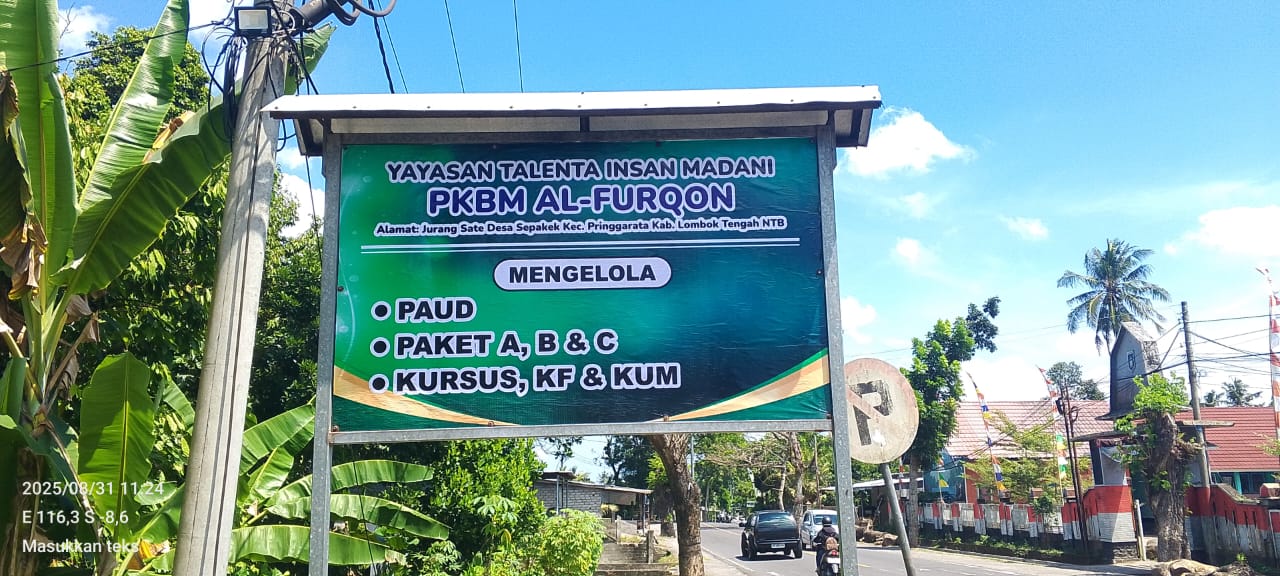 YAYASAN TALENTA INSAN MADANI
PKBM AL-FURQON
Alamat: Jurang Sate Desa Sepakek Kec. Pringgarata Kab. Lombok Tengah NTB
MENGELOLA
• PAUD
• PAKET A, B & C
• KURSUS, KF & KUM
P
2025/08/31 11:24
E 116,3 S -8,6
Masukkan teks